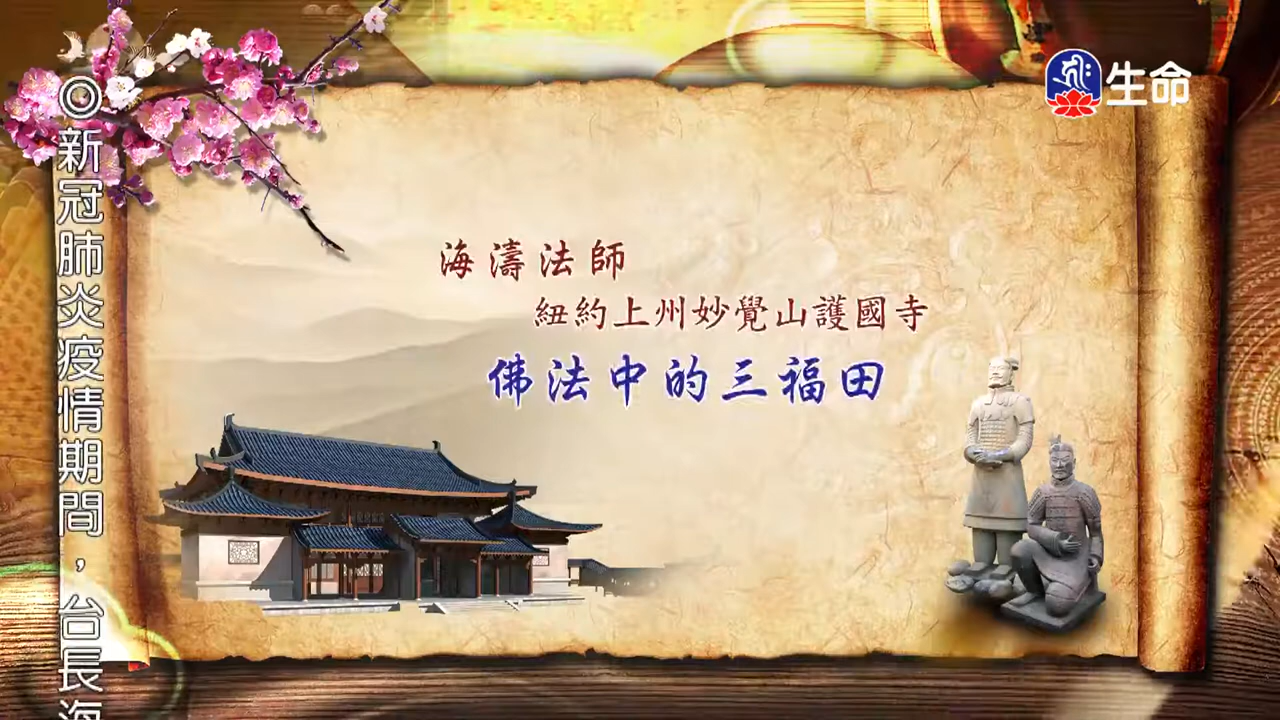 生命
海濤法師
紐約上州妙覺山護國寺
佛法中的三福田
◎新冠肺炎疫情期間，台長海